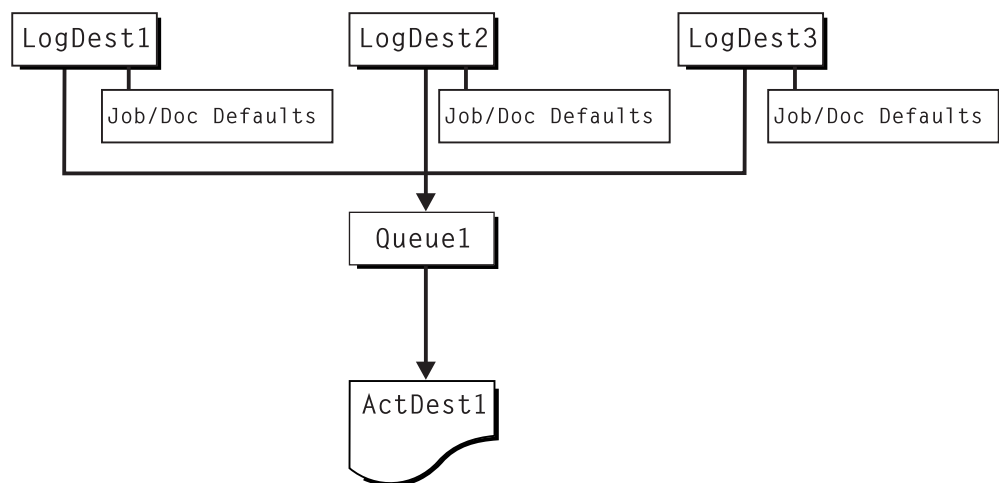 LogDest1
LogDest2
LogDest3
Job/Doc Defaults
Job/Doc Defaults
Job/Doc Defaults
Queue1
ActDest1